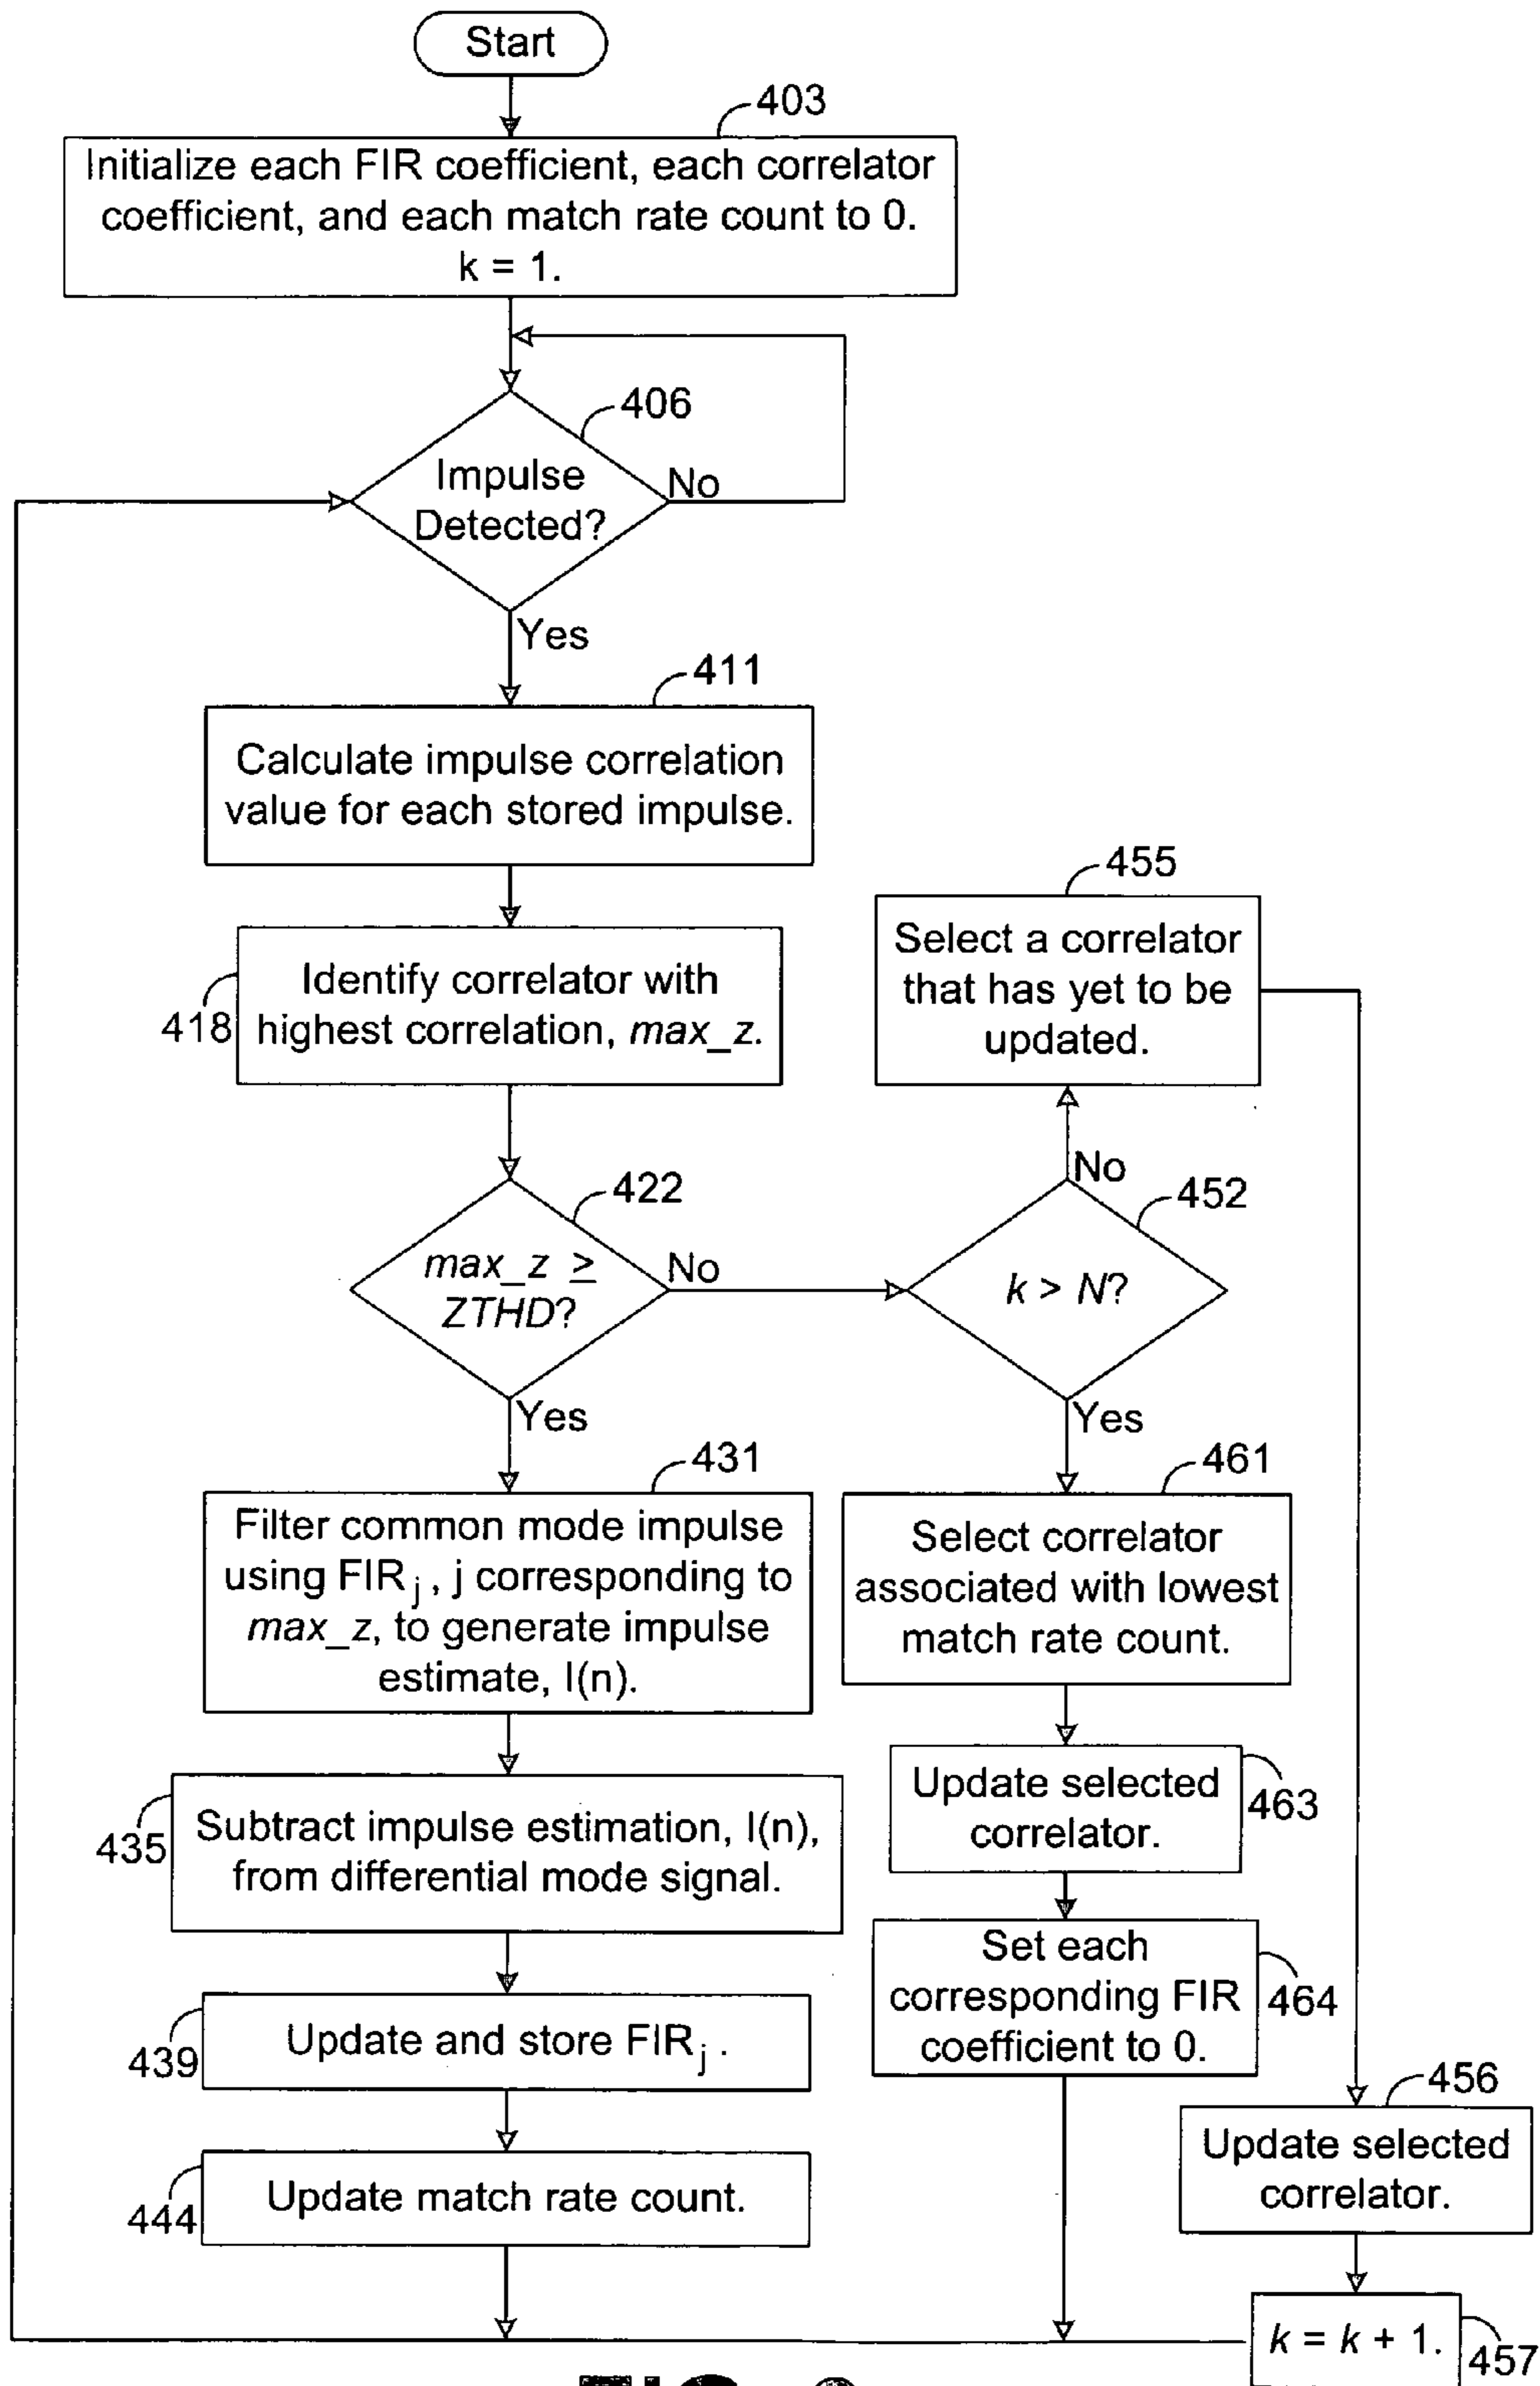 Start
403
Initialize each FIR coefficient, each correlator
coefficient, and each match rate count to 0.
k = 1.
406
Impulse
Detected?
No
Yes
411
Calculate impulse correlation
value for each stored impulse.
418
Identify correlator with
highest correlation, max_z.
422
max_z ≥
ZTHD?
No
Yes
452
k > N?
No
Yes
455
Select a correlator
that has yet to be
updated.
431
Filter common mode impulse
using FIR j , j corresponding to
max_z, to generate impulse
estimate, I(n).
461
Select correlator
associated with lowest
match rate count.
435
Subtract impulse estimation, I(n),
from differential mode signal.
Update selected
correlator.
463
439
Update and store FIR j .
Set each
corresponding FIR
coefficient to 0.
464
444
Update match rate count.
456
Update selected
correlator.
k = k + 1.
457